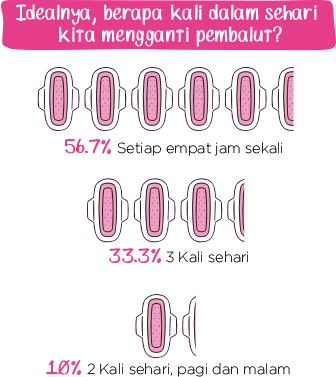 Idealnya, berapa kali dalam sehari
kita mengganti pembalut?
56.7% Setiap empat jam sekali
33.3% 3 Kali sehari
10% 2 Kali sehari, pagi dan malam